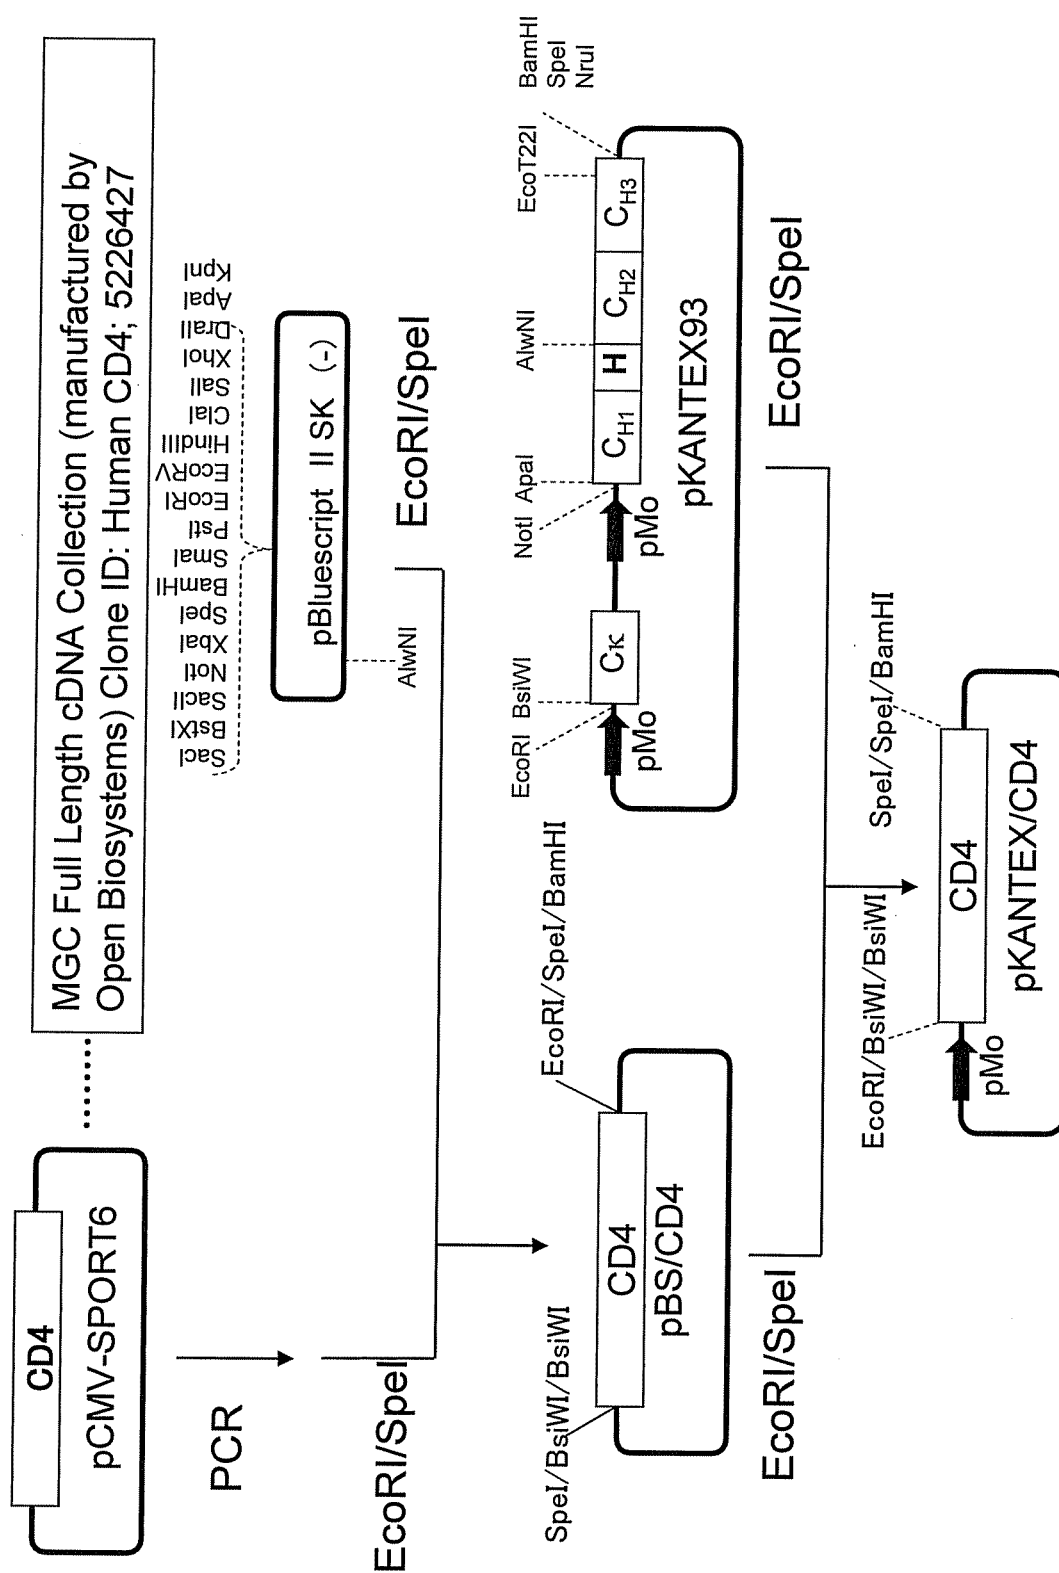 CD4
pCMV-SPORT6
MGC Full Length cDNA Collection (manufactured by
Open Biosystems) Clone ID: Human CD4; 5226427
PCR
EcoRI/SpeI
SacI
BstXI
SacII
NotI
XbaI
SpeI
BamHI
SmaI
PstI
EcoRI
EcoRV
HindIII
ClaI
SalI
XhoI
DraII
ApaI
KpnI
pBluescript II SK (-)
AlwNI
EcoRI/SpeI
SpeI/BsiWI/BsiWI
EcoRI/SpeI/BamHI
CD4
pBS/CD4
EcoRI/SpeI
EcoRI
BsiWI
NotI
ApaI
AlwNI
EcoT22I
BamHI
SpeI
NruI
pMo
Cκ
pMo
CH1
H
CH2
CH3
pKANTEX93
EcoRI/SpeI
EcoRI/BsiWI/BsiWI
SpeI/SpeI/BamHI
pMo
CD4
pKANTEX/CD4